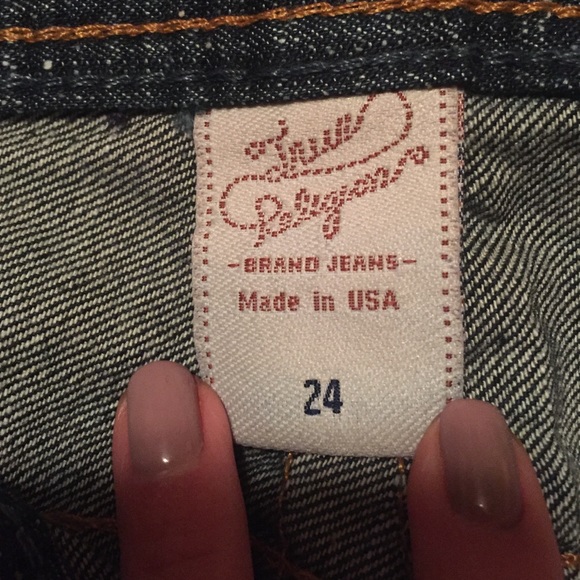 True
Religion
-BRAND JEANS-
Made in USA
24